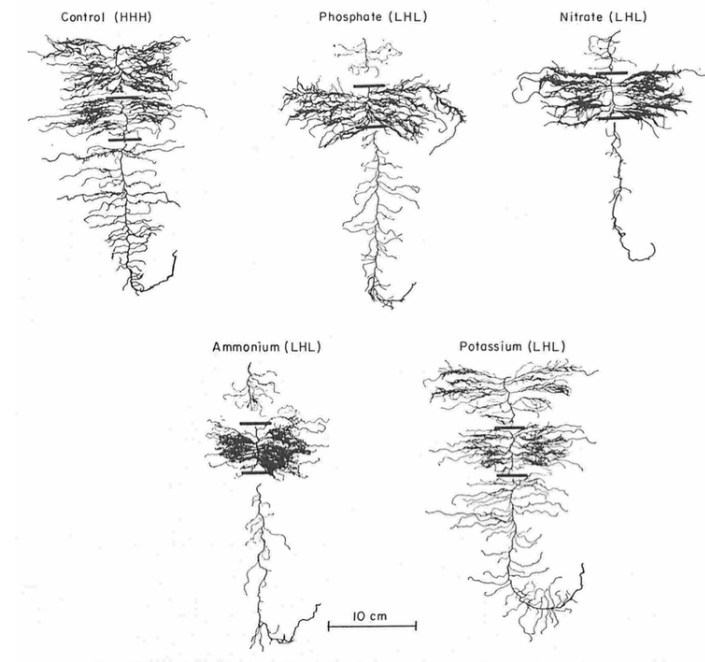 Control (HHH)
Phosphate (LHL)
Nitrate (LHL)
Ammonium (LHL)
Potassium (LHL)
10 cm